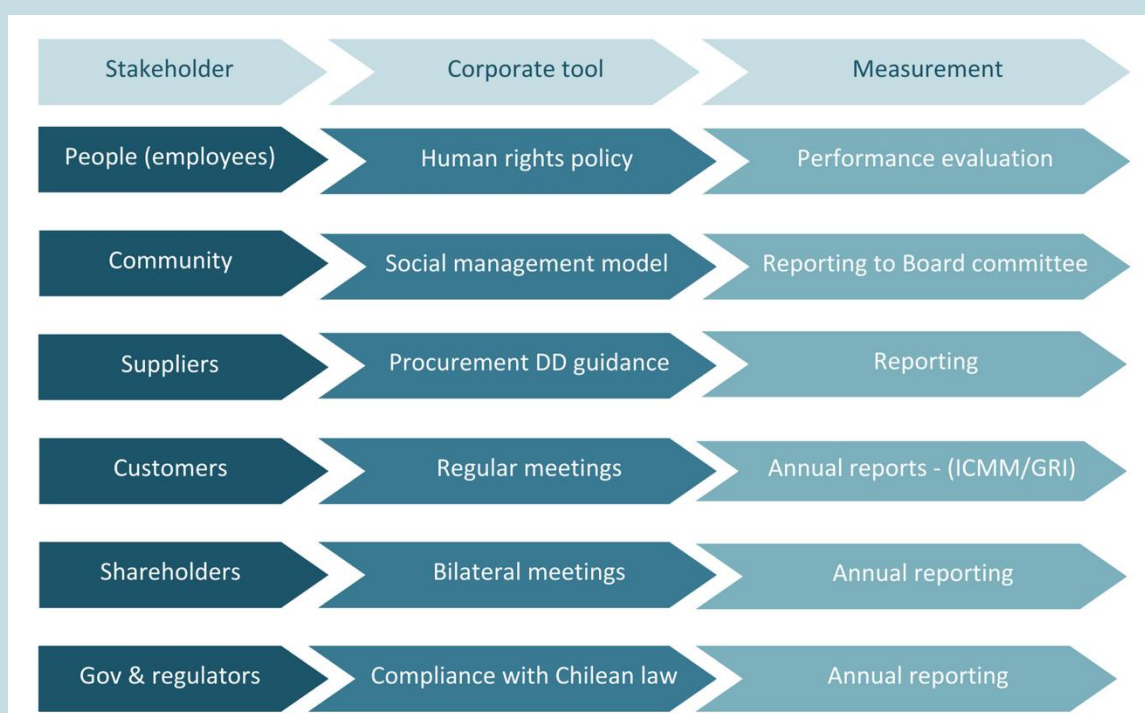 Stakeholder Corporate tool Measurement
People (employees) Human rights policy Performance evaluation
Community Social management model Reporting to Board committee
Suppliers Procurement DD guidance Reporting
Customers Regular meetings Annual reports - (ICMM/GRI)
Shareholders Bilateral meetings Annual reporting
Gov & regulators Compliance with Chilean law Annual reporting